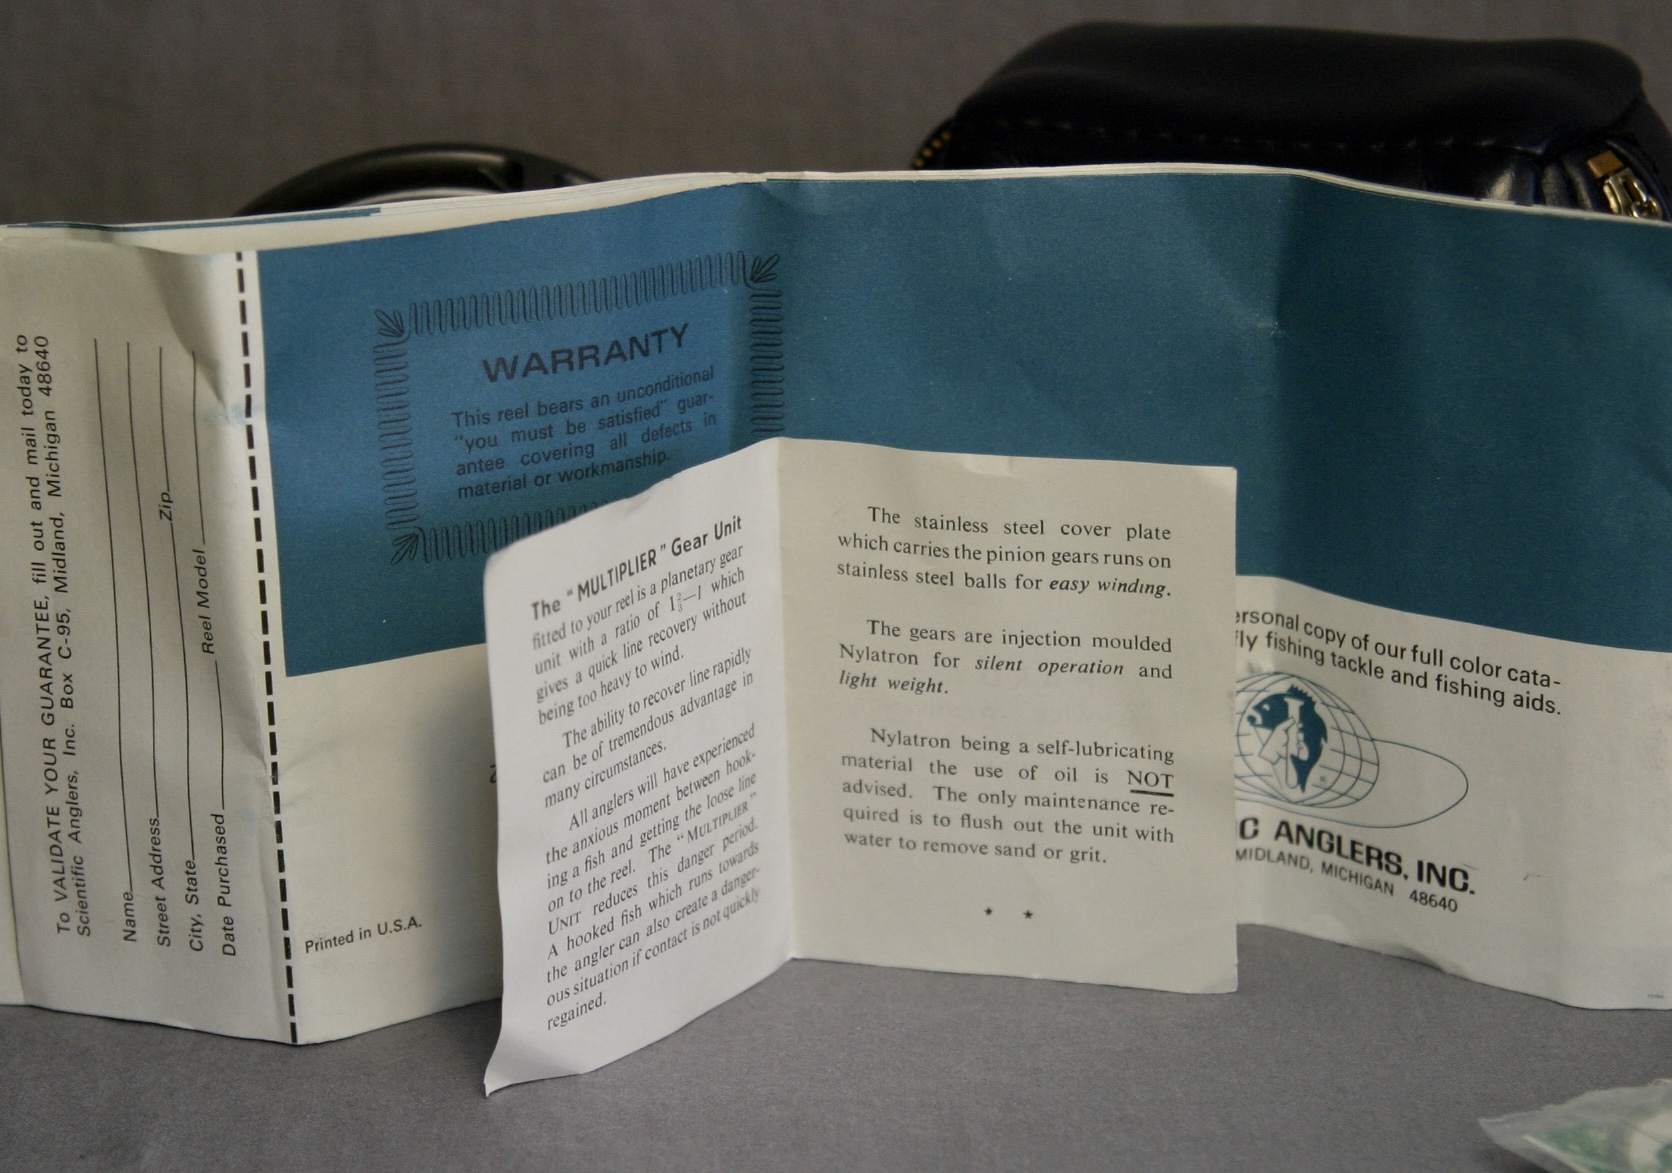 To VALIDATE YOUR GUARANTEE, fill out and mail today to
Scientific Anglers, Inc. Box C-95, Midland, Michigan 48640
Name
Street Address Zip
City, State
Date Purchased Reel Model
WARRANTY
This reel bears an unconditional
"you must be satisfied" guar-
antee covering all defects in
material or workmanship.
Printed in U.S.A.
The "MULTIPLIER" Gear Unit
fitted to your reel is a planetary gear
unit with a ratio of 1⅔—1 which
gives a quick line recovery without
being too heavy to wind.
The ability to recover line rapidly
can be of tremendous advantage in
many circumstances.
All anglers will have experienced
the anxious moment between hook-
ing a fish and getting the loose line
on to the reel. The "MULTIPLIER"
UNIT reduces this danger period.
A hooked fish which runs towards
the angler can also create a danger-
ous situation if contact is not quickly
regained.
The stainless steel cover plate
which carries the pinion gears runs on
stainless steel balls for easy winding.
The gears are injection moulded
Nylatron for silent operation and
light weight.
Nylatron being a self-lubricating
material the use of oil is NOT
advised. The only maintenance re-
quired is to flush out the unit with
water to remove sand or grit.
* *
ersonal copy of our full color cata-
fly fishing tackle and fishing aids.
®
IC ANGLERS, INC.
MIDLAND, MICHIGAN 48640